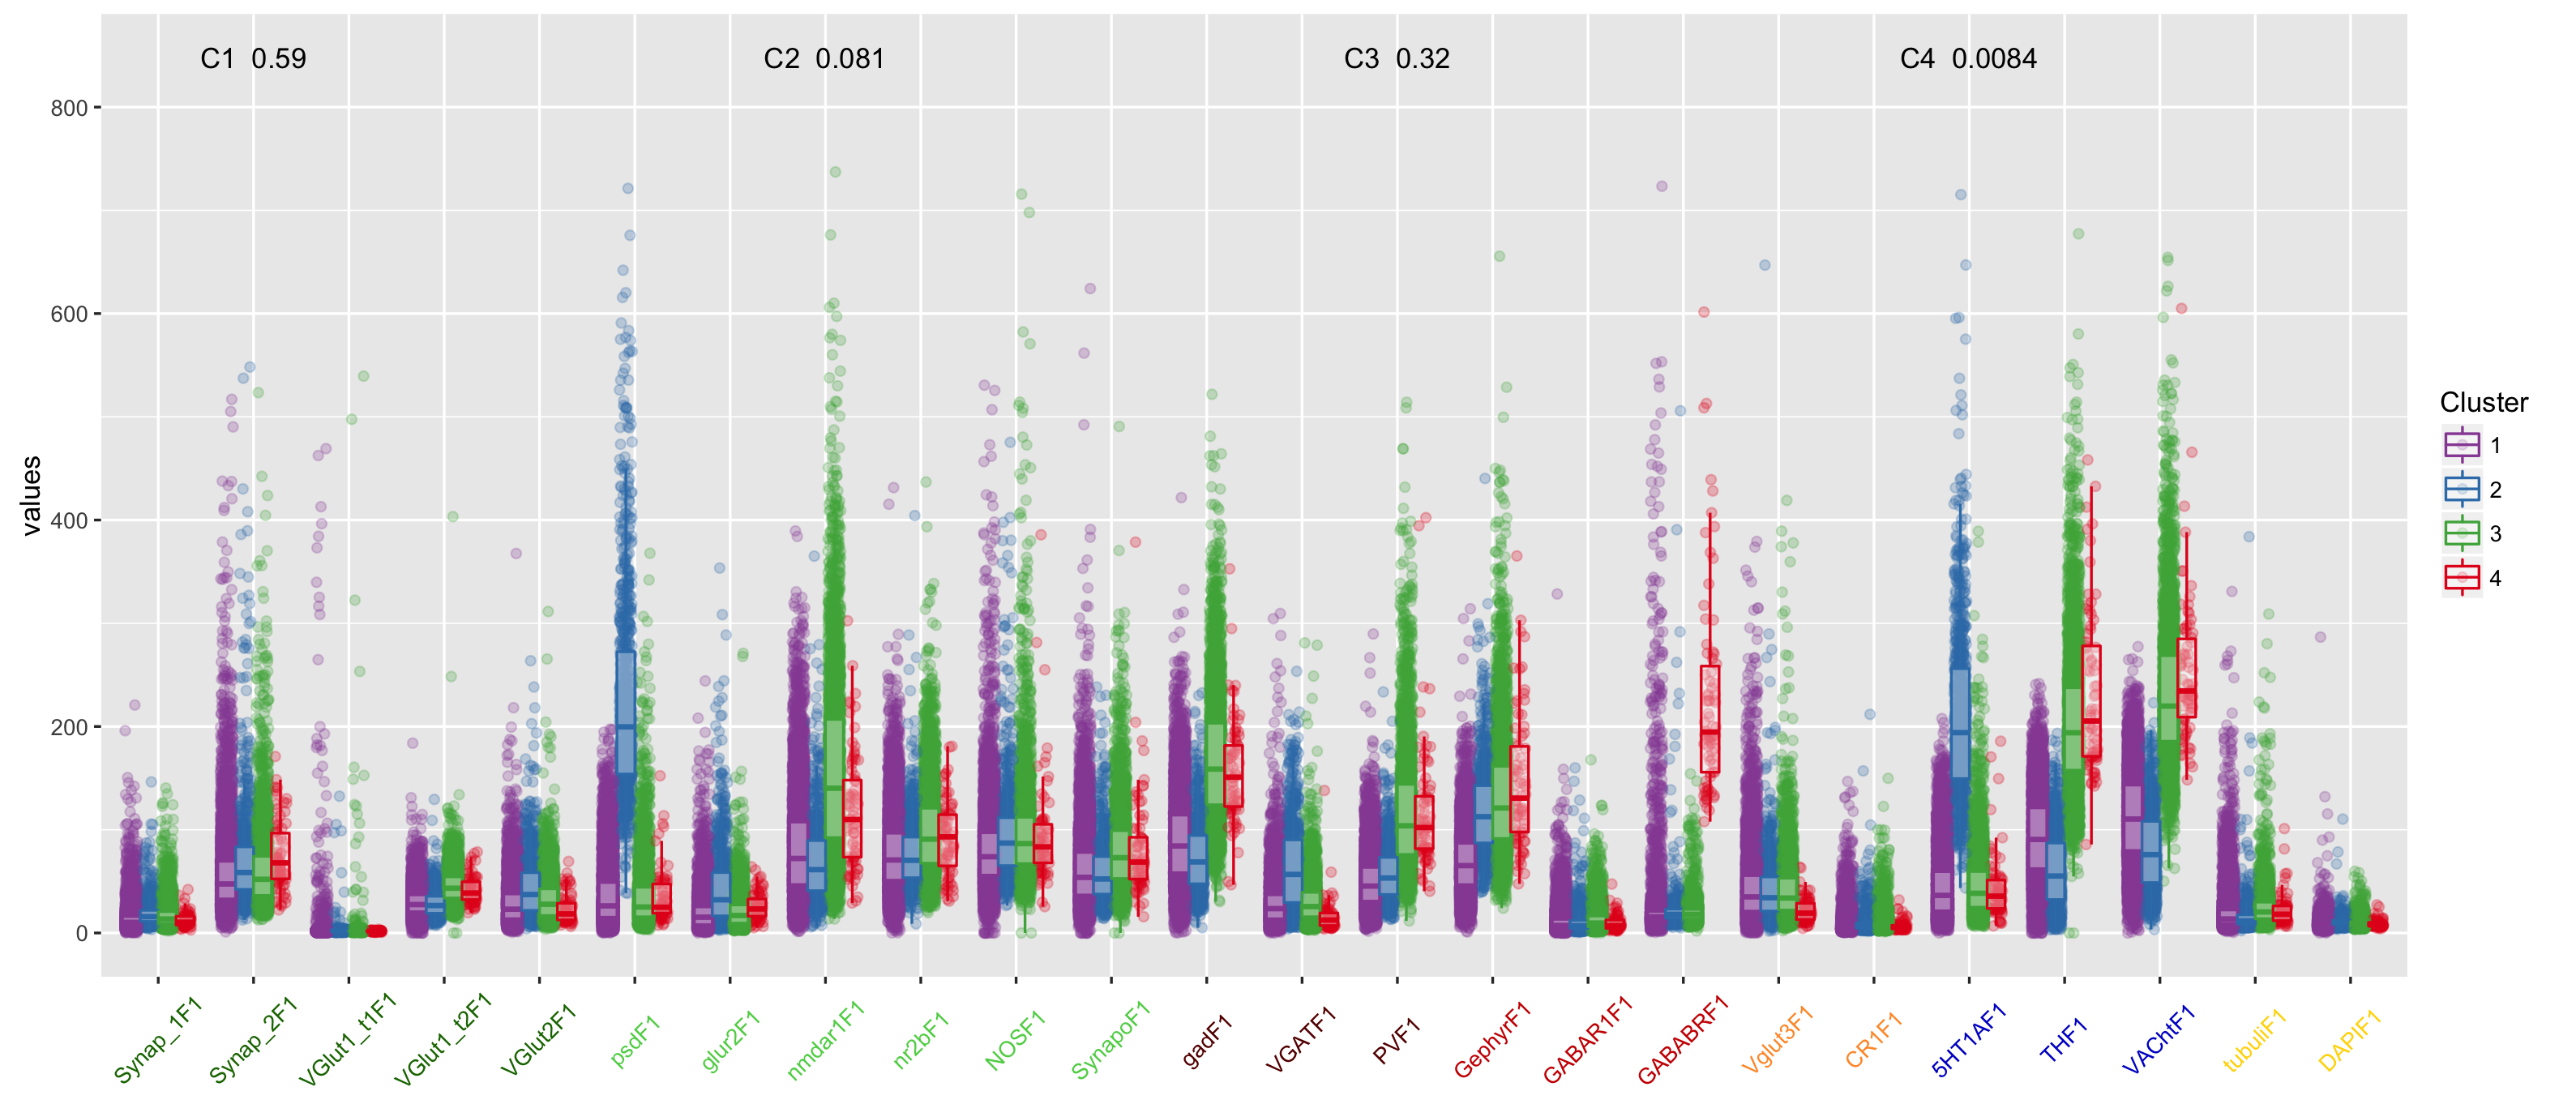 C1 0.59
C2 0.081
C3 0.32
C4 0.0084
800
600
400
200
0
values
Cluster
1
2
3
4
Synap_1F1
Synap_2F1
VGlut1_t1F1
VGlut1_t2F1
VGlut2F1
psdF1
glur2F1
nmdar1F1
nr2bF1
NOSF1
SynapoF1
gadF1
VGATF1
PVF1
GephyrF1
GABAR1F1
GABABRF1
Vglut3F1
CR1F1
5HT1AF1
THF1
VAChtF1
tubuliF1
DAPIF1